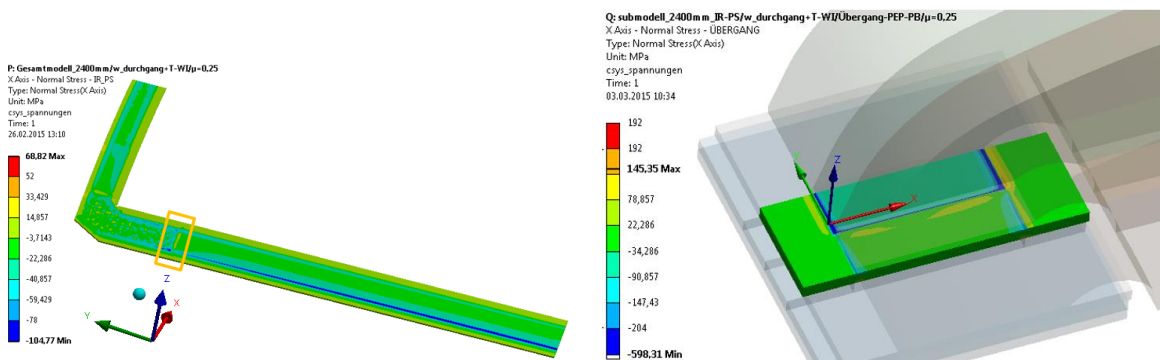 P: Gesamtmodell_2400mm/w_durchgang+T-WI/μ=0,25
X Axis - Normal Stress - IR_PS
Type: Normal Stress(X Axis)
Unit: MPa
csys_spannungen
Time: 1
26.02.2015 13:10
68,82 Max
52
33,429
14,857
-3,7143
-22,286
-40,857
-59,429
-78
-104,77 Min
Z
X
Y
Q: submodell_2400mm_IR-PS/w_durchgang+T-WI/Übergang-PEP-PB/μ=0,25
X Axis - Normal Stress - ÜBERGANG
Type: Normal Stress(X Axis)
Unit: MPa
csys_spannungen
Time: 1
03.03.2015 10:34
192
192
145,35 Max
78,857
22,286
-34,286
-90,857
-147,43
-204
-598,31 Min
Y
Z
X